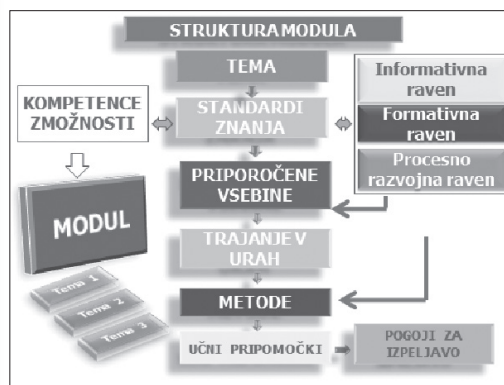 STRUKTURA MODULA
TEMA
Informativna
raven
KOMPETENCE
ZMOŽNOSTI
STANDARDI
ZNANJA
Formativna
raven
Procesno
razvojna raven
PRIPOROČENE
VSEBINE
MODUL
TRAJANJE V
URAH
Tema 1
Tema 2
Tema 3
METODE
UČNI PRIPOMOČKI
POGOJI ZA
IZPELJAVO